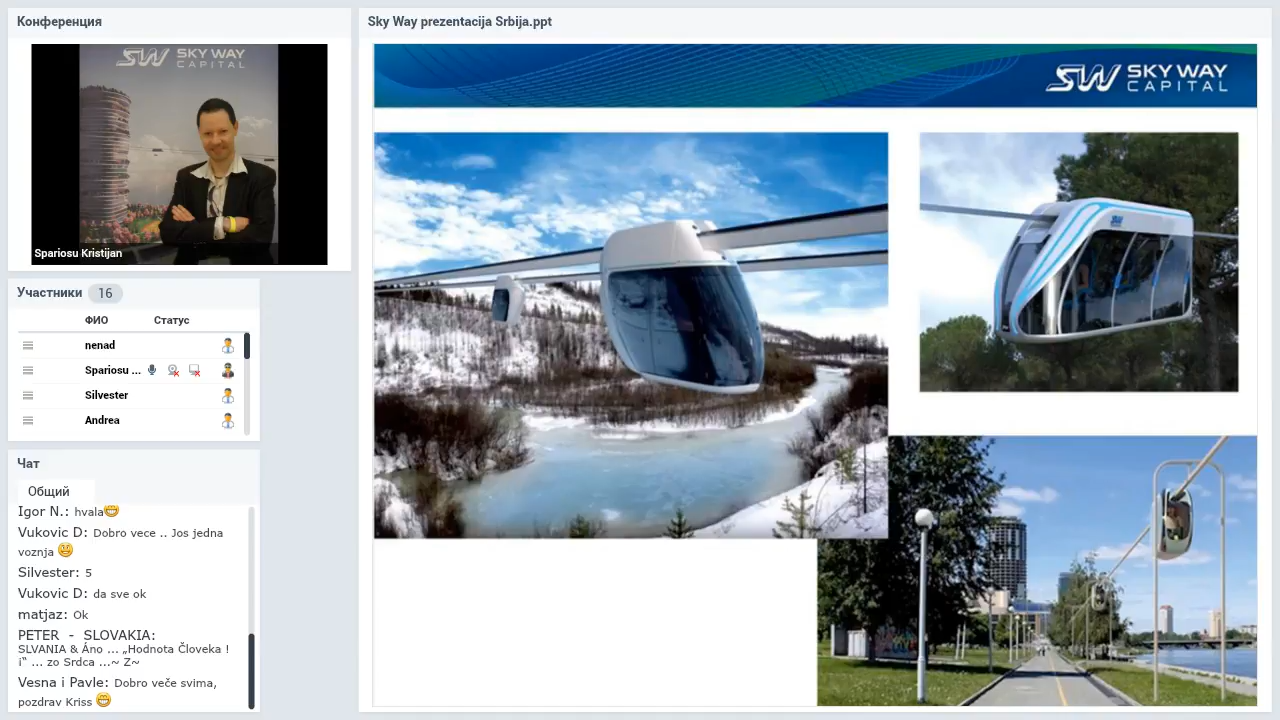 Конференция
SKY WAY
CAPITAL
Spariosu Kristijan
Участники 16
ФИО Статус
nenad
Spariosu ...
Silvester
Andrea
Чат
Общий
Igor N.: hvala
Vukovic D: Dobro vece .. Jos jedna
voznja
Silvester: 5
Vukovic D: da sve ok
matjaz: Ok
PETER - SLOVAKIA:
SLVANIA & Áno ... „Hodnota Človeka !
i“ ... zo Srdca ...~ Z~
Vesna i Pavle: Dobro veče svima,
pozdrav Kriss
Sky Way prezentacija Srbija.ppt
SW SKY WAY
CAPITAL